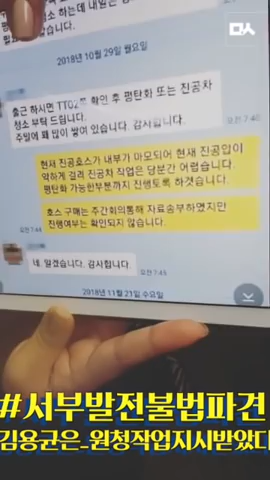 하는데 내일은
2018년 10월 29일 월요일
출근 하시면 TT02 확인 후 평탄화 또는 진공차
청소 부탁 드립니다.
주일에 꽤 많이 쌓여 있습니다. 감사합니다.
오전 7:40
현재 진공호스가 내부가 마모되어 현재 진공압이
약하게 걸려 진공차 작업은 당분간 어렵습니다.
평탄화 가능한부분까지 진행토록 하겠습니다.
호스 구매는 주간회의통해 자료송부하였지만
진행여부는 확인되지 않습니다.
오전 7:44
네. 알겠습니다. 감사합니다.
오전 7:45
2018년 11월 21일 수요일
#서부발전불법파견
김용균은_원청작업지시받았다